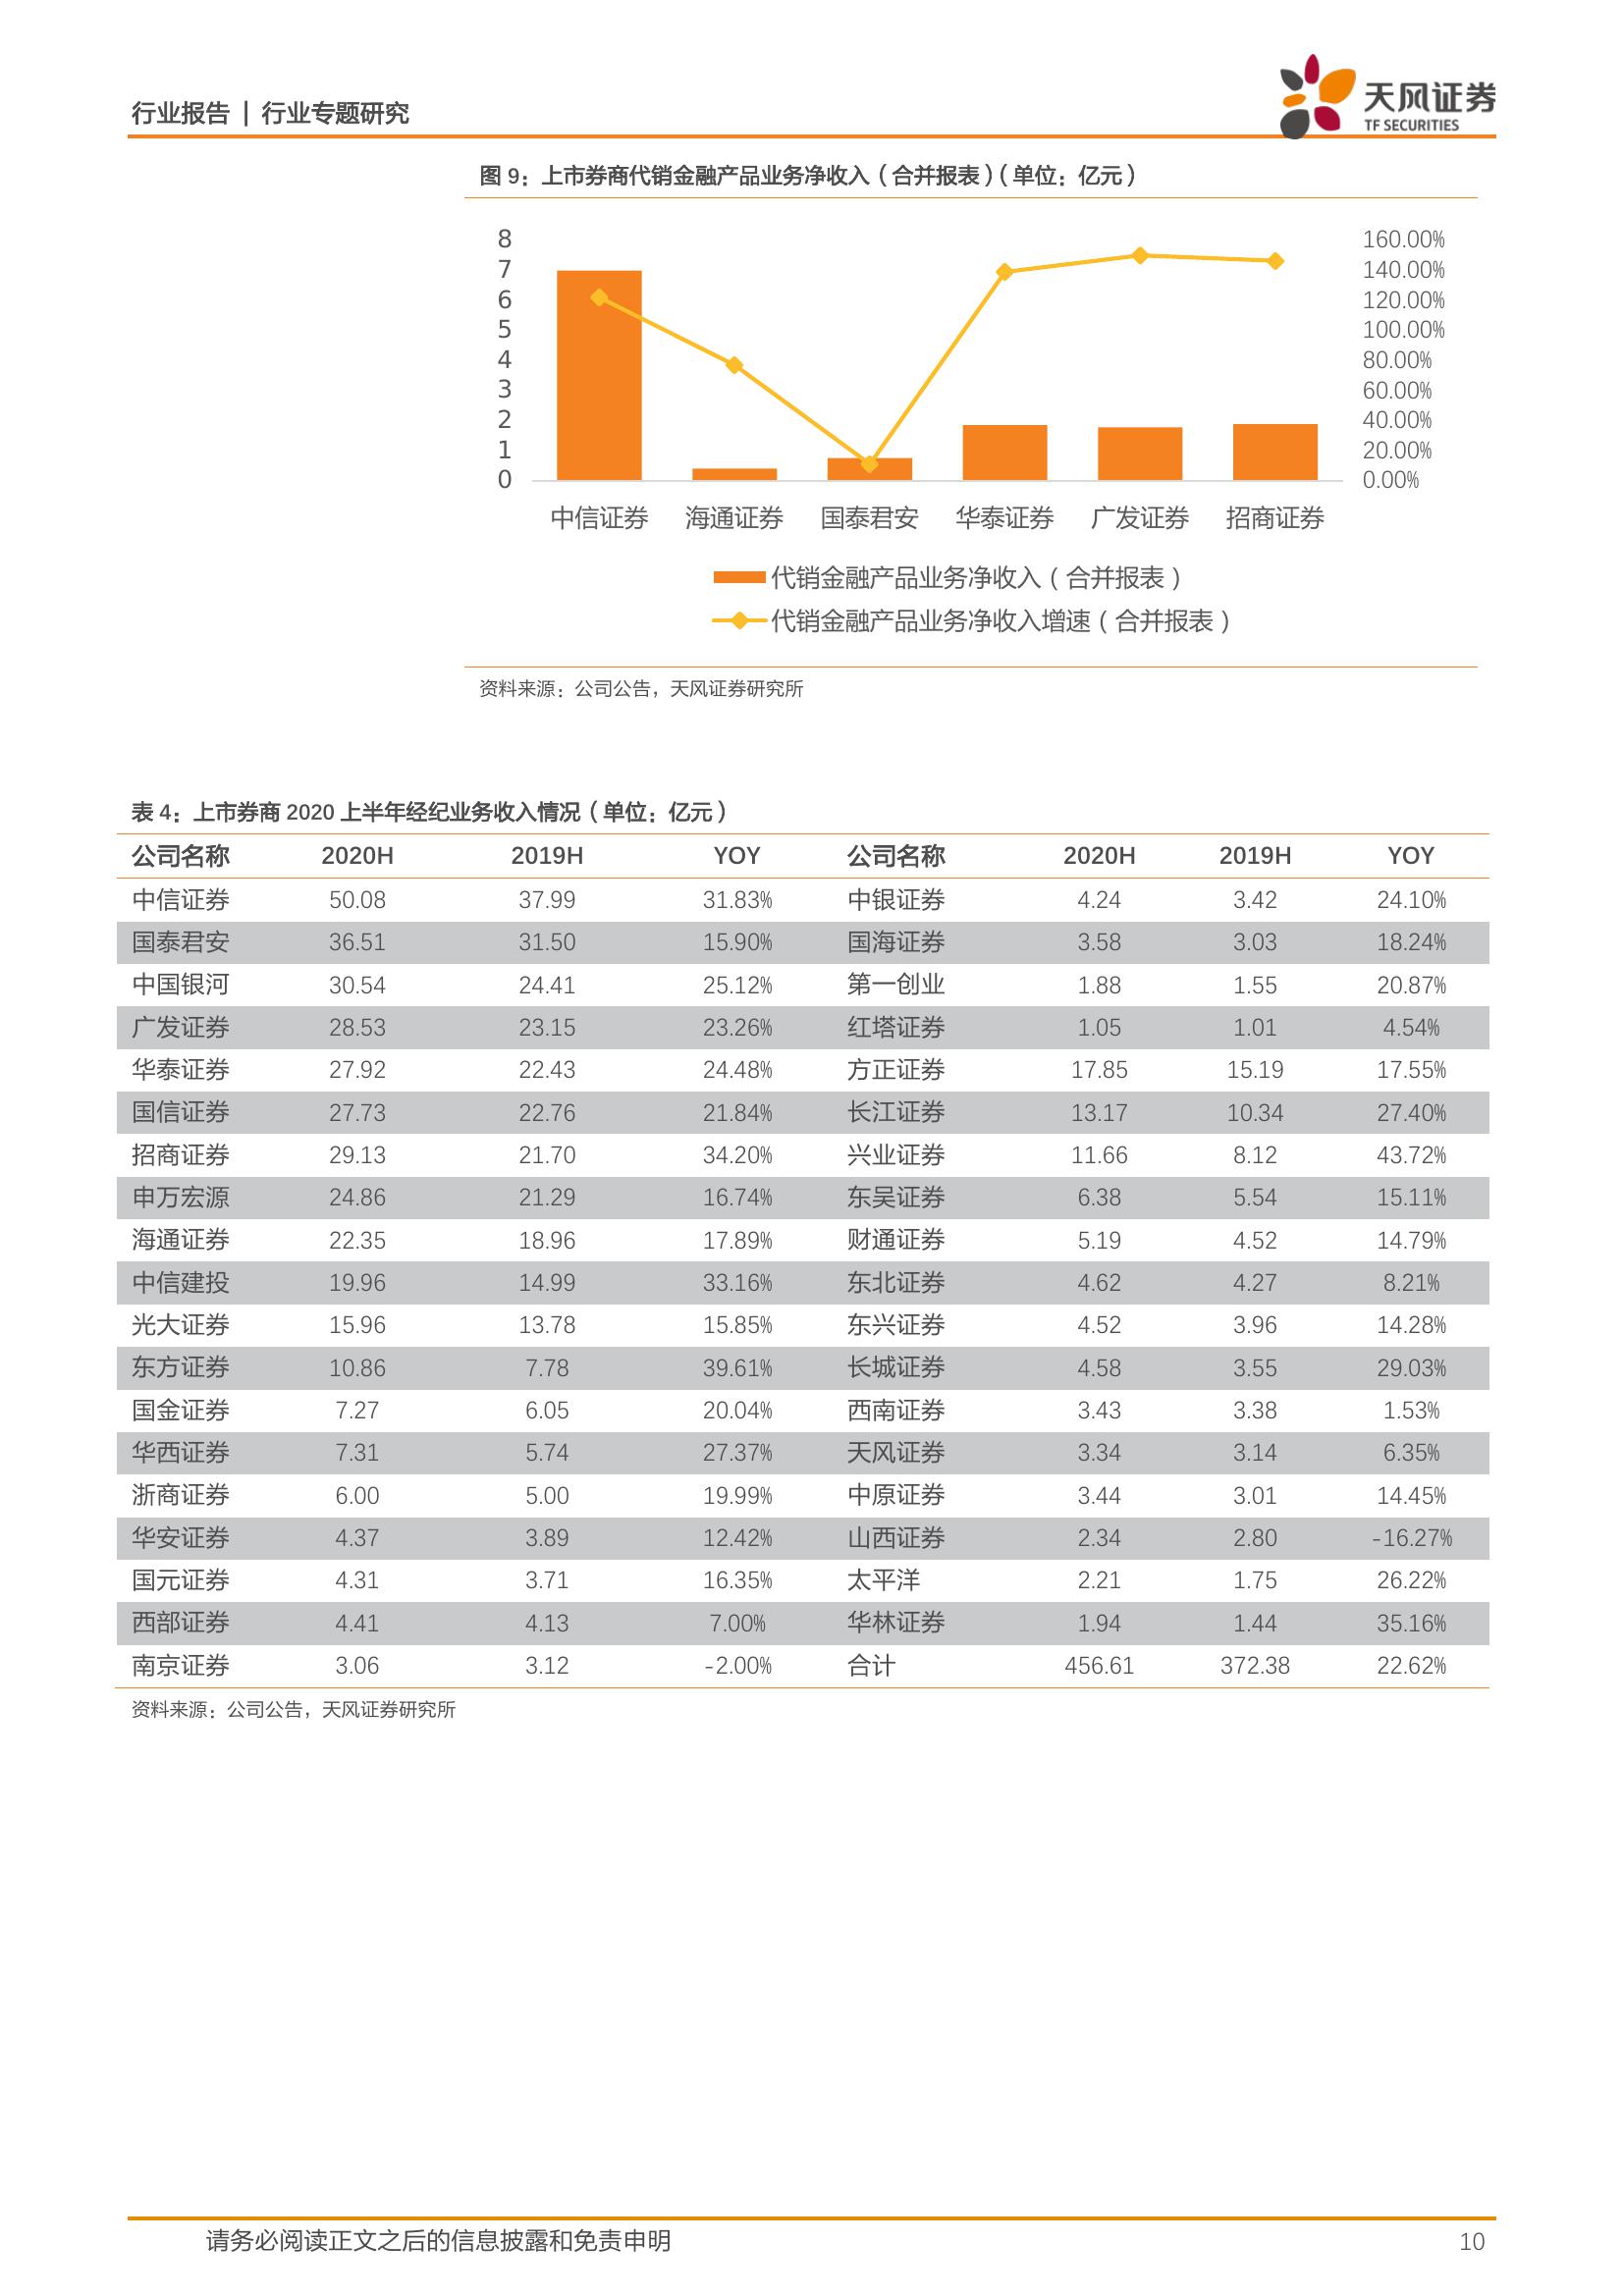 行业报告 | 行业专题研究
天风证券
TF SECURITIES
图 9：上市券商代销金融产品业务净收入（合并报表）（单位：亿元）
8 160.00%
7 140.00%
6 120.00%
5 100.00%
4 80.00%
3 60.00%
2 40.00%
1 20.00%
0 0.00%
中信证券 海通证券 国泰君安 华泰证券 广发证券 招商证券
代销金融产品业务净收入（合并报表）
代销金融产品业务净收入增速（合并报表）
资料来源：公司公告，天风证券研究所
表 4：上市券商 2020 上半年经纪业务收入情况（单位：亿元）
公司名称 2020H 2019H YOY 公司名称 2020H 2019H YOY
中信证券 50.08 37.99 31.83% 中银证券 4.24 3.42 24.10%
国泰君安 36.51 31.50 15.90% 国海证券 3.58 3.03 18.24%
中国银河 30.54 24.41 25.12% 第一创业 1.88 1.55 20.87%
广发证券 28.53 23.15 23.26% 红塔证券 1.05 1.01 4.54%
华泰证券 27.92 22.43 24.48% 方正证券 17.85 15.19 17.55%
国信证券 27.73 22.76 21.84% 长江证券 13.17 10.34 27.40%
招商证券 29.13 21.70 34.20% 兴业证券 11.66 8.12 43.72%
申万宏源 24.86 21.29 16.74% 东吴证券 6.38 5.54 15.11%
海通证券 22.35 18.96 17.89% 财通证券 5.19 4.52 14.79%
中信建投 19.96 14.99 33.16% 东北证券 4.62 4.27 8.21%
光大证券 15.96 13.78 15.85% 东兴证券 4.52 3.96 14.28%
东方证券 10.86 7.78 39.61% 长城证券 4.58 3.55 29.03%
国金证券 7.27 6.05 20.04% 西南证券 3.43 3.38 1.53%
华西证券 7.31 5.74 27.37% 天风证券 3.34 3.14 6.35%
浙商证券 6.00 5.00 19.99% 中原证券 3.44 3.01 14.45%
华安证券 4.37 3.89 12.42% 山西证券 2.34 2.80 -16.27%
国元证券 4.31 3.71 16.35% 太平洋 2.21 1.75 26.22%
西部证券 4.41 4.13 7.00% 华林证券 1.94 1.44 35.16%
南京证券 3.06 3.12 -2.00% 合计 456.61 372.38 22.62%
资料来源：公司公告，天风证券研究所
请务必阅读正文之后的信息披露和免责申明 10